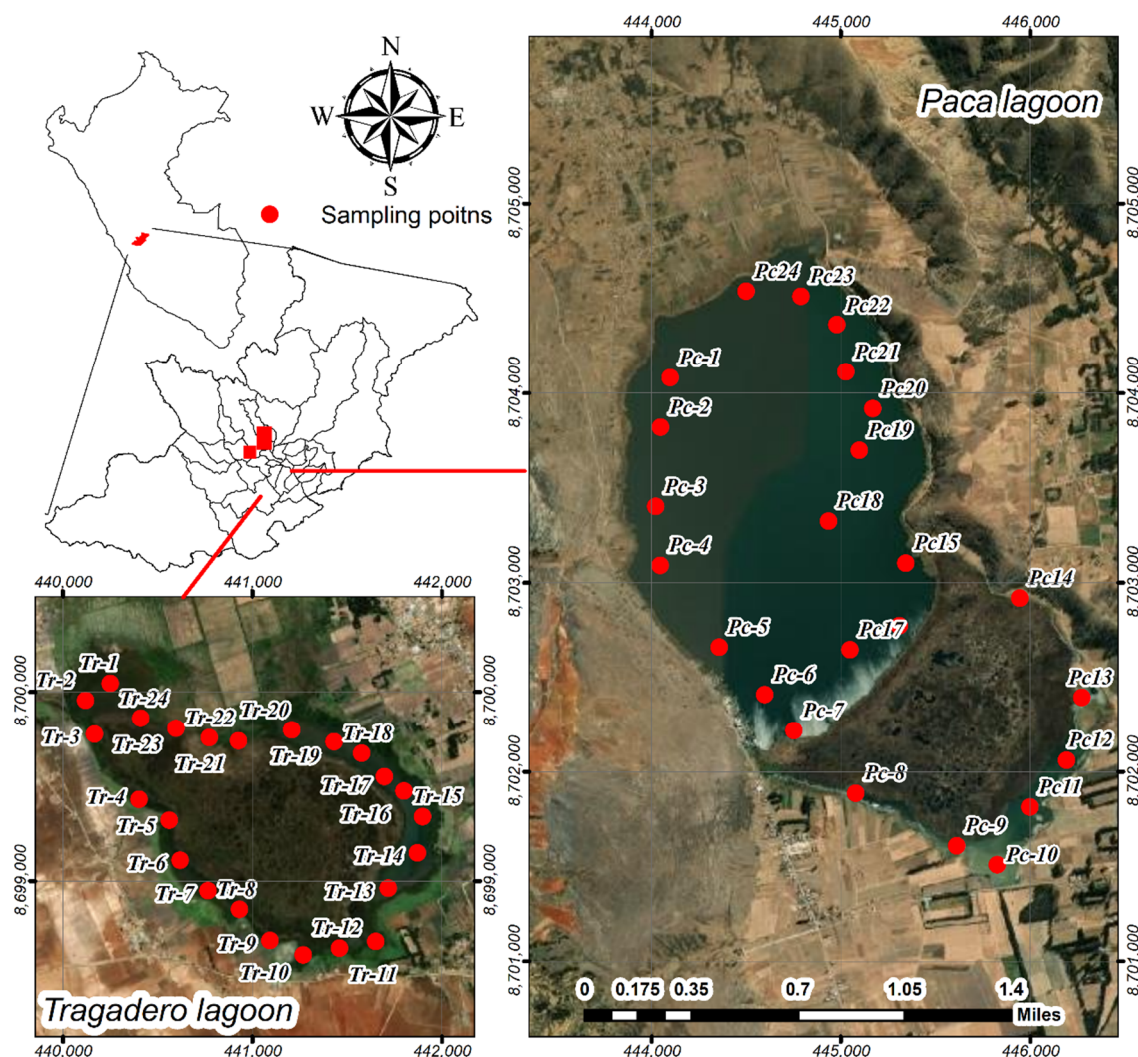 N
W E
S
Sampling poitns
444,000 445,000 446,000
Paca lagoon
8,705,000
8,704,000
8,703,000
8,702,000
8,701,000
8,705,000
8,704,000
8,703,000
8,702,000
8,701,000
Pc24
Pc23
Pc22
Pc21
Pc20
Pc19
Pc18
Pc-1
Pc-2
Pc-3
Pc-4
Pc15
Pc14
Pc-5
Pc17
Pc-6
Pc-7
Pc13
Pc12
Pc-8
Pc11
Pc-9
Pc-10
0 0.175 0.35 0.7 1.05 1.4
Miles
444,000 445,000 446,000
440,000 441,000 442,000
8,700,000
8,699,000
8,700,000
8,699,000
Tr-1
Tr-2
Tr-24
Tr-3
Tr-23
Tr-22
Tr-20
Tr-21
Tr-19
Tr-18
Tr-17
Tr-4
Tr-15
Tr-5
Tr-16
Tr-6
Tr-14
Tr-7
Tr-8
Tr-13
Tr-9
Tr-12
Tr-10
Tr-11
Tragadero lagoon
440,000 441,000 442,000